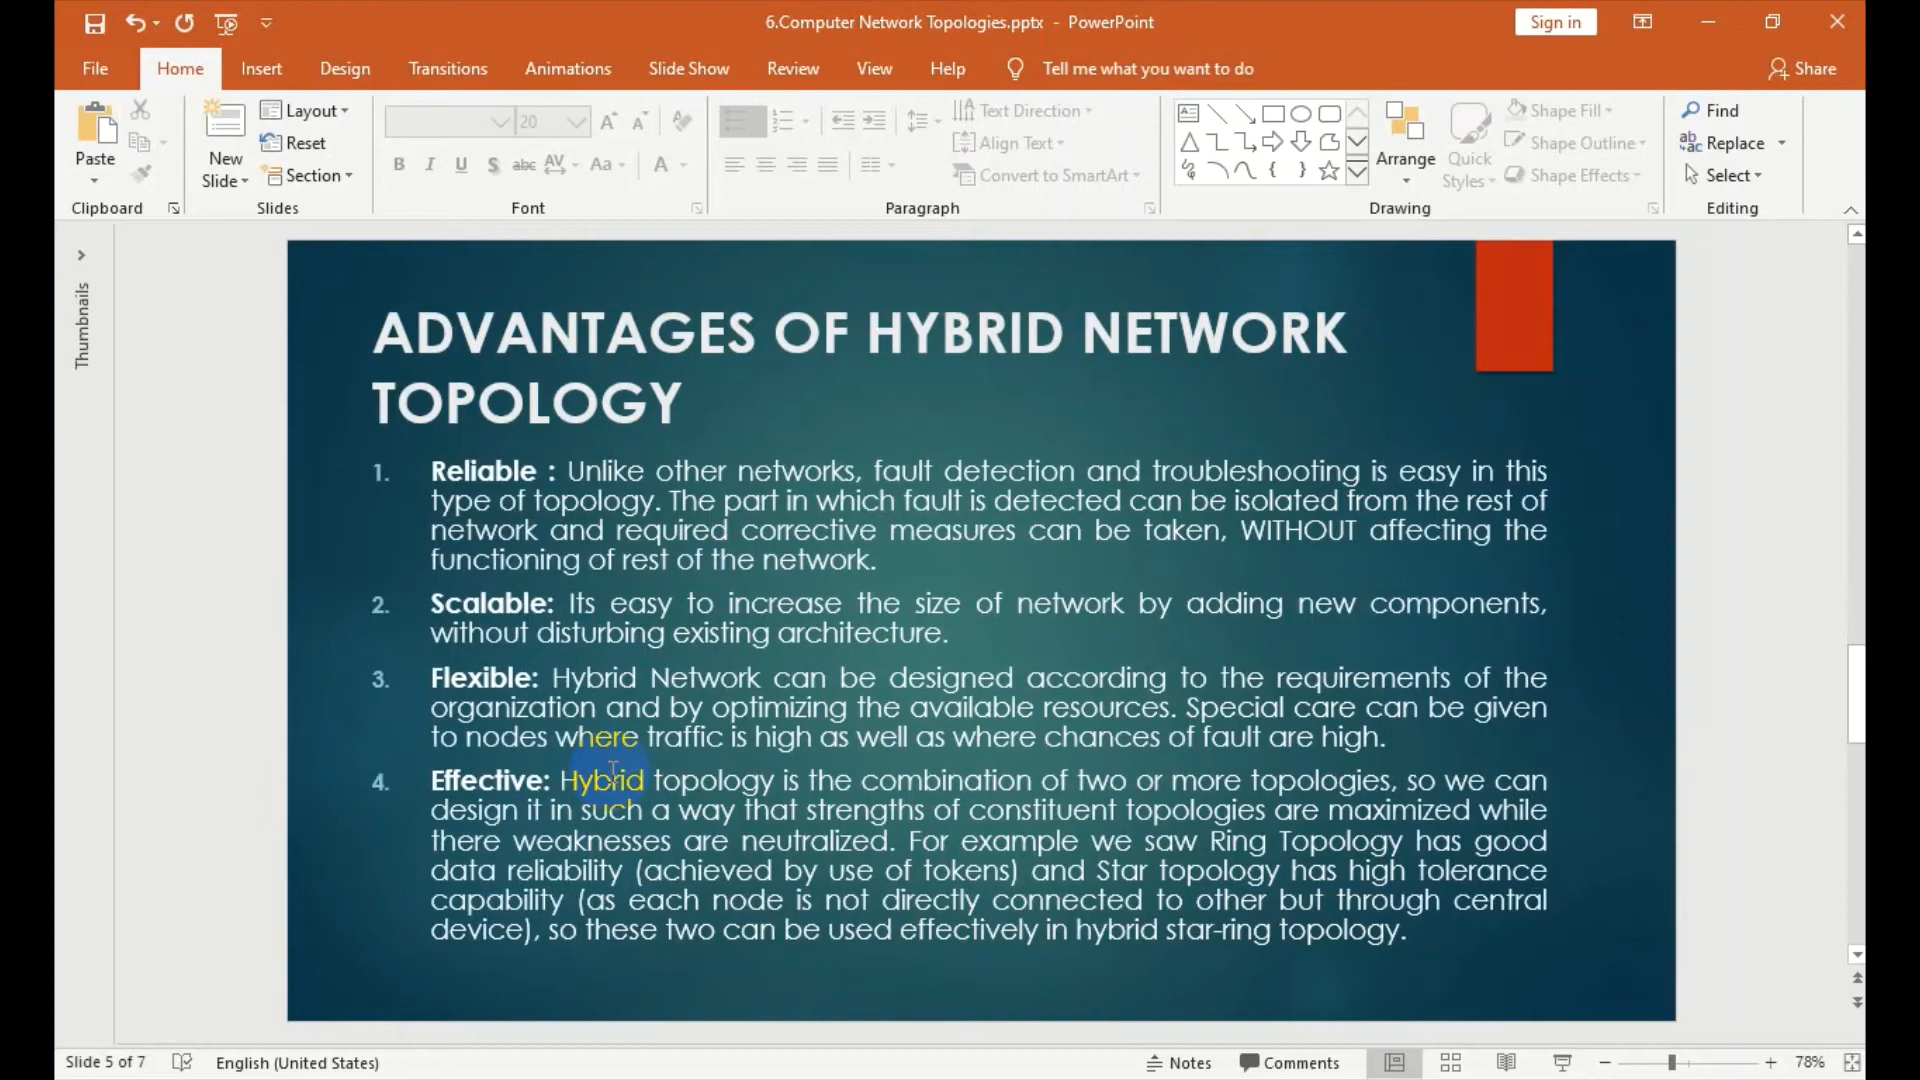 6.Computer Network Topologies.pptx - PowerPoint
Sign in
File Home Insert Design Transitions Animations Slide Show Review View Help Tell me what you want to do Share
Paste
Clipboard
New Slide
Layout
Reset
Section
Slides
20
B I U S abc AV Aa A
Font
Text Direction
Align Text
Convert to SmartArt
Paragraph
Arrange
Quick Styles
Shape Fill
Shape Outline
Shape Effects
Drawing
Find
Replace
Select
Editing
Thumbnails
ADVANTAGES OF HYBRID NETWORK
TOPOLOGY
1. Reliable : Unlike other networks, fault detection and troubleshooting is easy in this
type of topology. The part in which fault is detected can be isolated from the rest of
network and required corrective measures can be taken, WITHOUT affecting the
functioning of rest of the network.
2. Scalable: Its easy to increase the size of network by adding new components,
without disturbing existing architecture.
3. Flexible: Hybrid Network can be designed according to the requirements of the
organization and by optimizing the available resources. Special care can be given
to nodes where traffic is high as well as where chances of fault are high.
4. Effective: Hybrid topology is the combination of two or more topologies, so we can
design it in such a way that strengths of constituent topologies are maximized while
there weaknesses are neutralized. For example we saw Ring Topology has good
data reliability (achieved by use of tokens) and Star topology has high tolerance
capability (as each node is not directly connected to other but through central
device), so these two can be used effectively in hybrid star-ring topology.
Slide 5 of 7 English (United States) Notes Comments 78%